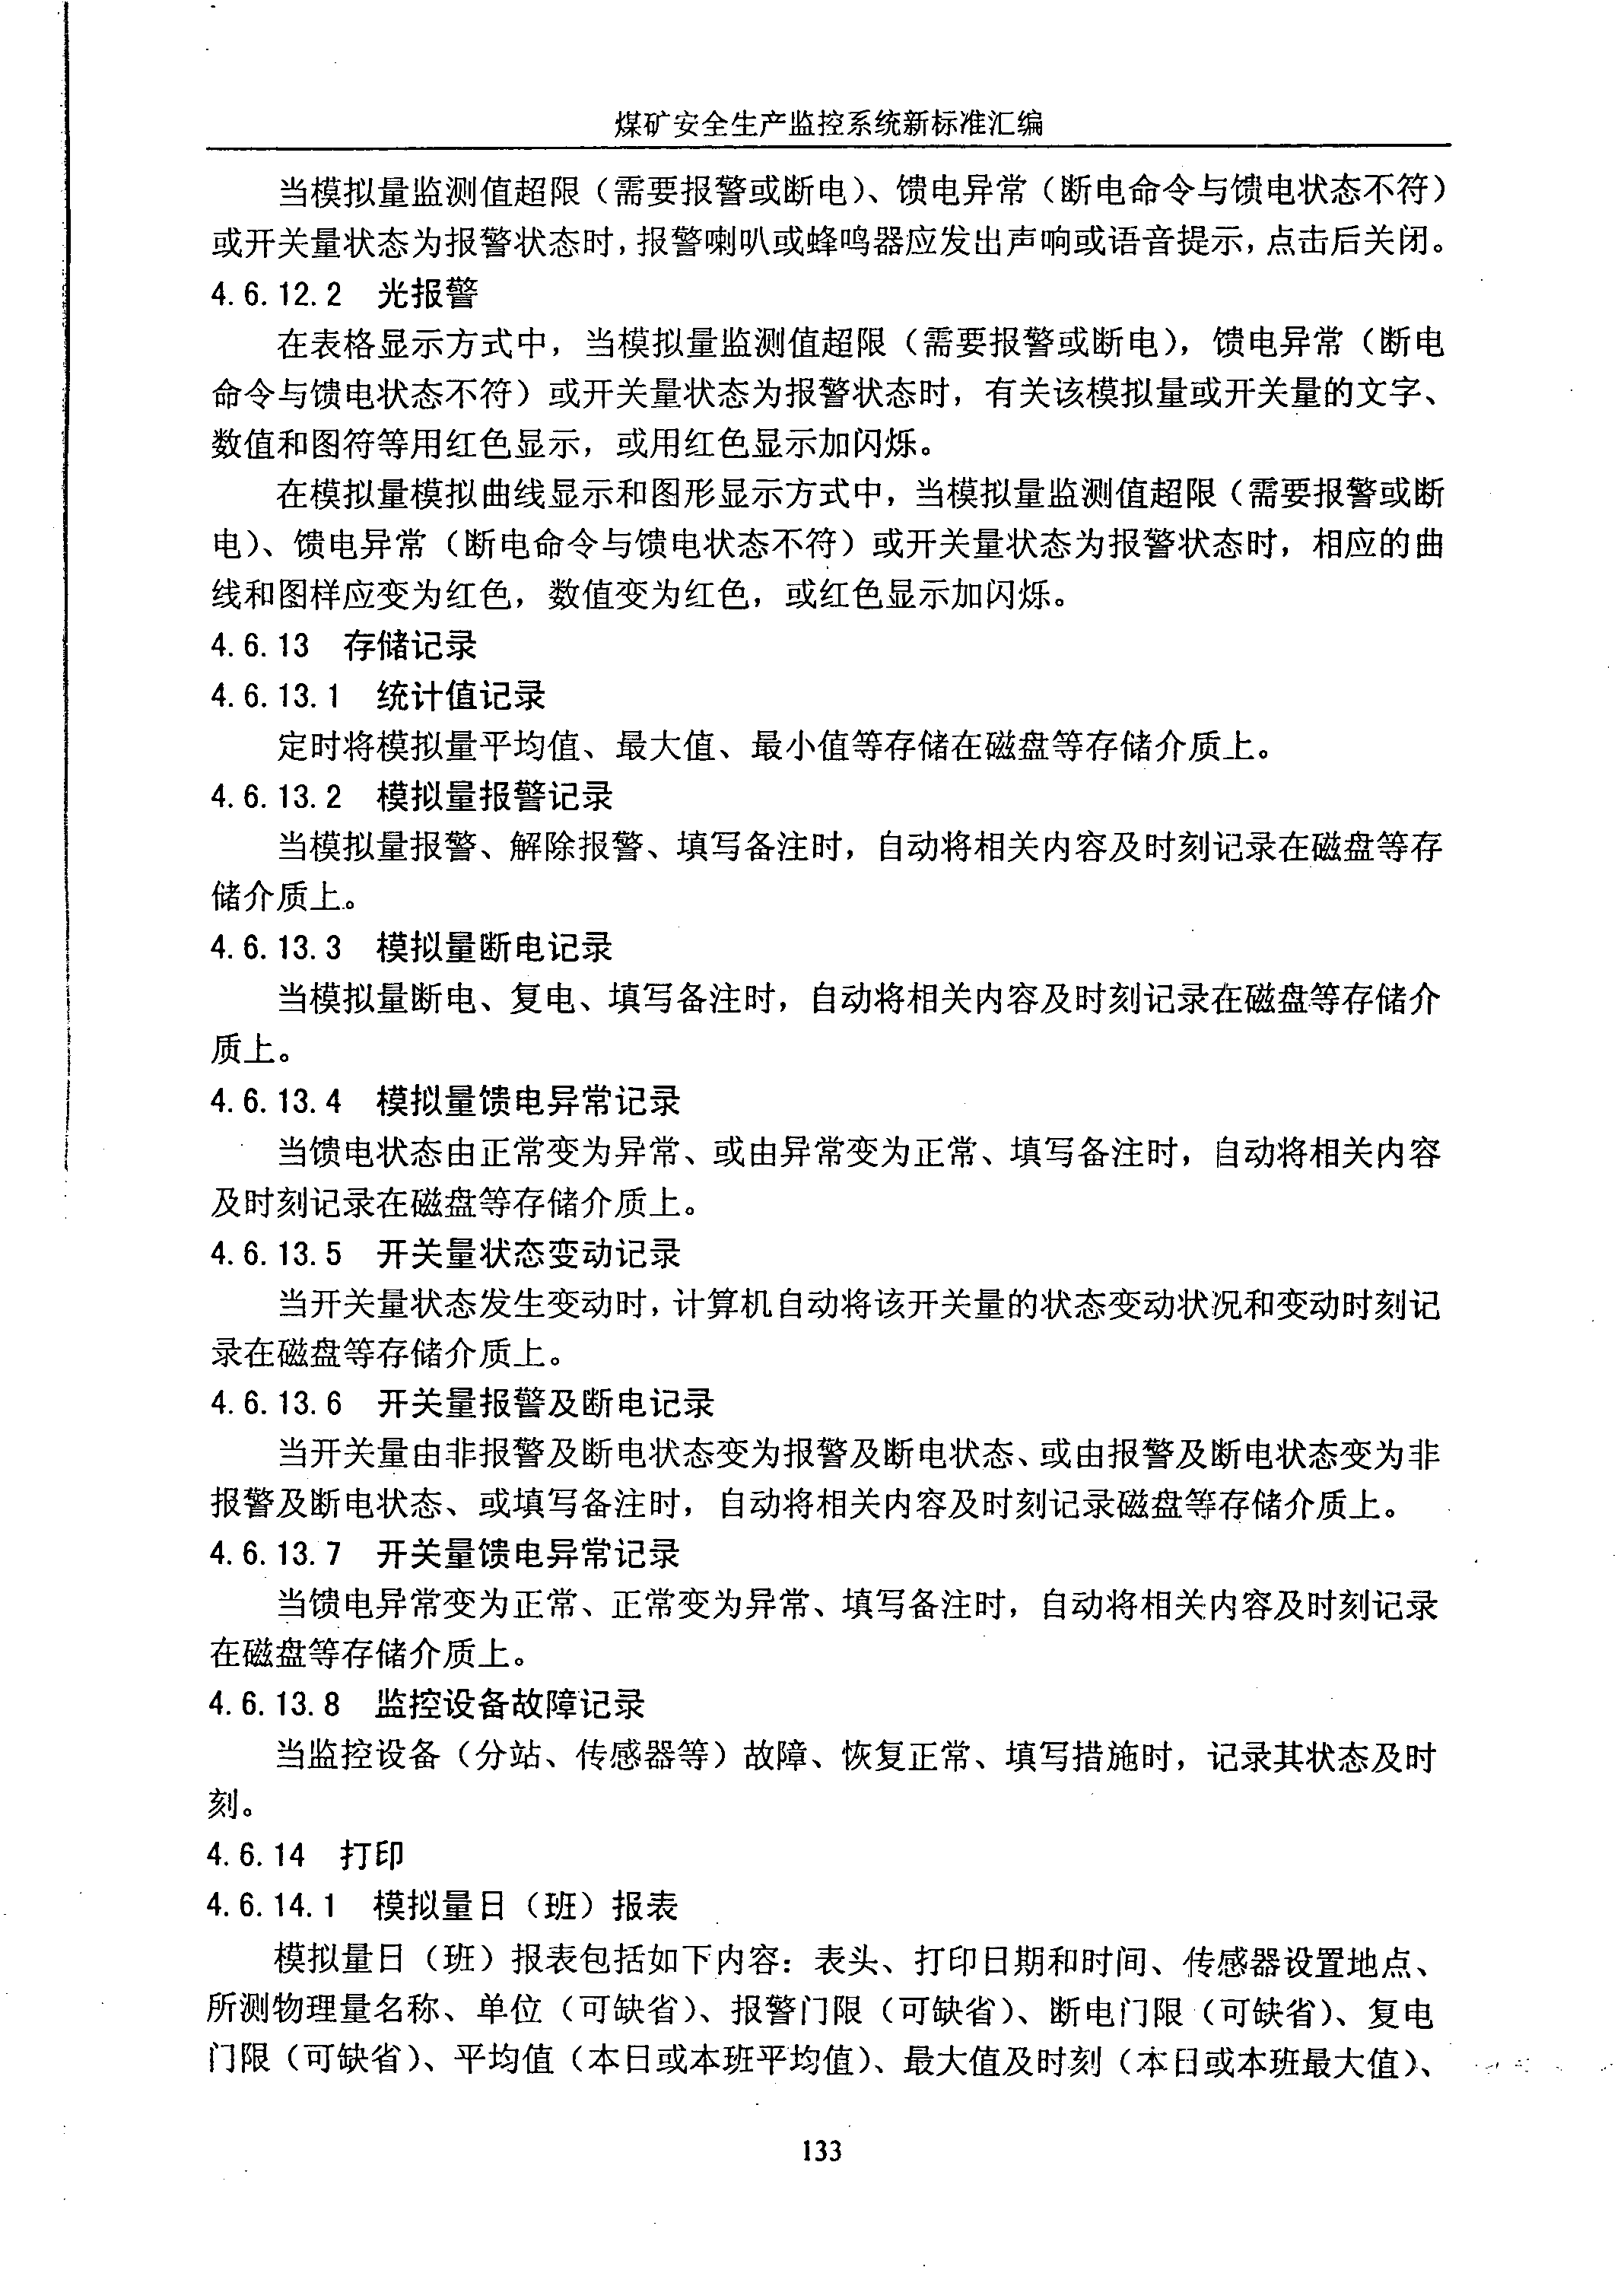 煤矿安全生产监控系统新标准汇编
当模拟量监测值超限（需要报警或断电）、馈电异常（断电命令与馈电状态不符）
或开关量状态为报警状态时，报警喇叭或蜂鸣器应发出声响或语音提示，点击后关闭。
4.6.12.2 光报警
在表格显示方式中，当模拟量监测值超限（需要报警或断电），馈电异常（断电
命令与馈电状态不符）或开关量状态为报警状态时，有关该模拟量或开关量的文字、
数值和图符等用红色显示，或用红色显示加闪烁。
在模拟量模拟曲线显示和图形显示方式中，当模拟量监测值超限（需要报警或断
电）、馈电异常（断电命令与馈电状态不符）或开关量状态为报警状态时，相应的曲
线和图样应变为红色，数值变为红色，或红色显示加闪烁。
4.6.13 存储记录
4.6.13.1 统计值记录
定时将模拟量平均值、最大值、最小值等存储在磁盘等存储介质上。
4.6.13.2 模拟量报警记录
当模拟量报警、解除报警、填写备注时，自动将相关内容及时刻记录在磁盘等存
储介质上。
4.6.13.3 模拟量断电记录
当模拟量断电、复电、填写备注时，自动将相关内容及时刻记录在磁盘等存储介
质上。
4.6.13.4 模拟量馈电异常记录
当馈电状态由正常变为异常、或由异常变为正常、填写备注时，自动将相关内容
及时刻记录在磁盘等存储介质上。
4.6.13.5 开关量状态变动记录
当开关量状态发生变动时，计算机自动将该开关量的状态变动状况和变动时刻记
录在磁盘等存储介质上。
4.6.13.6 开关量报警及断电记录
当开关量由非报警及断电状态变为报警及断电状态、或由报警及断电状态变为非
报警及断电状态、或填写备注时，自动将相关内容及时刻记录磁盘等存储介质上。
4.6.13.7 开关量馈电异常记录
当馈电异常变为正常、正常变为异常、填写备注时，自动将相关内容及时刻记录
在磁盘等存储介质上。
4.6.13.8 监控设备故障记录
当监控设备（分站、传感器等）故障、恢复正常、填写措施时，记录其状态及时
刻。
4.6.14 打印
4.6.14.1 模拟量日（班）报表
模拟量日（班）报表包括如下内容：表头、打印日期和时间、传感器设置地点、
所测物理量名称、单位（可缺省）、报警门限（可缺省）、断电门限（可缺省）、复电
门限（可缺省）、平均值（本日或本班平均值）、最大值及时刻（本日或本班最大值）、
133